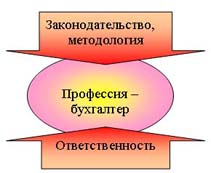 Законодательство,
методология
Профессия –
бухгалтер
Ответственность